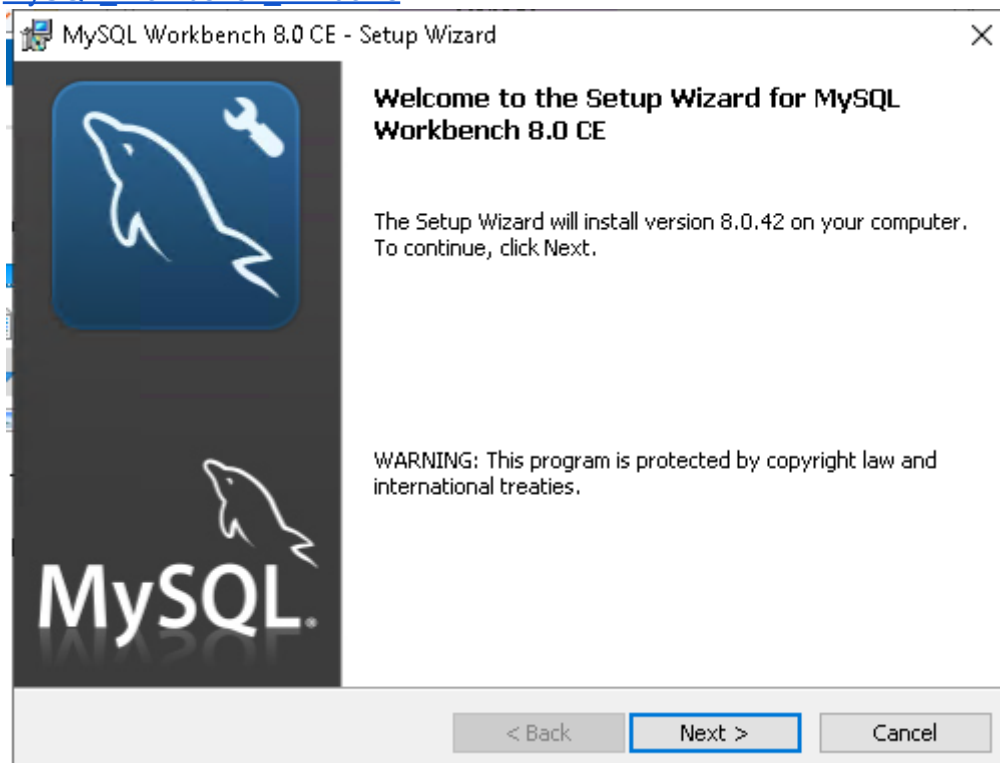 MySQL Workbench 8.0 CE - Setup Wizard
Welcome to the Setup Wizard for MySQL
Workbench 8.0 CE
The Setup Wizard will install version 8.0.42 on your computer.
To continue, click Next.
WARNING: This program is protected by copyright law and
international treaties.
MySQL®
< Back
Next >
Cancel